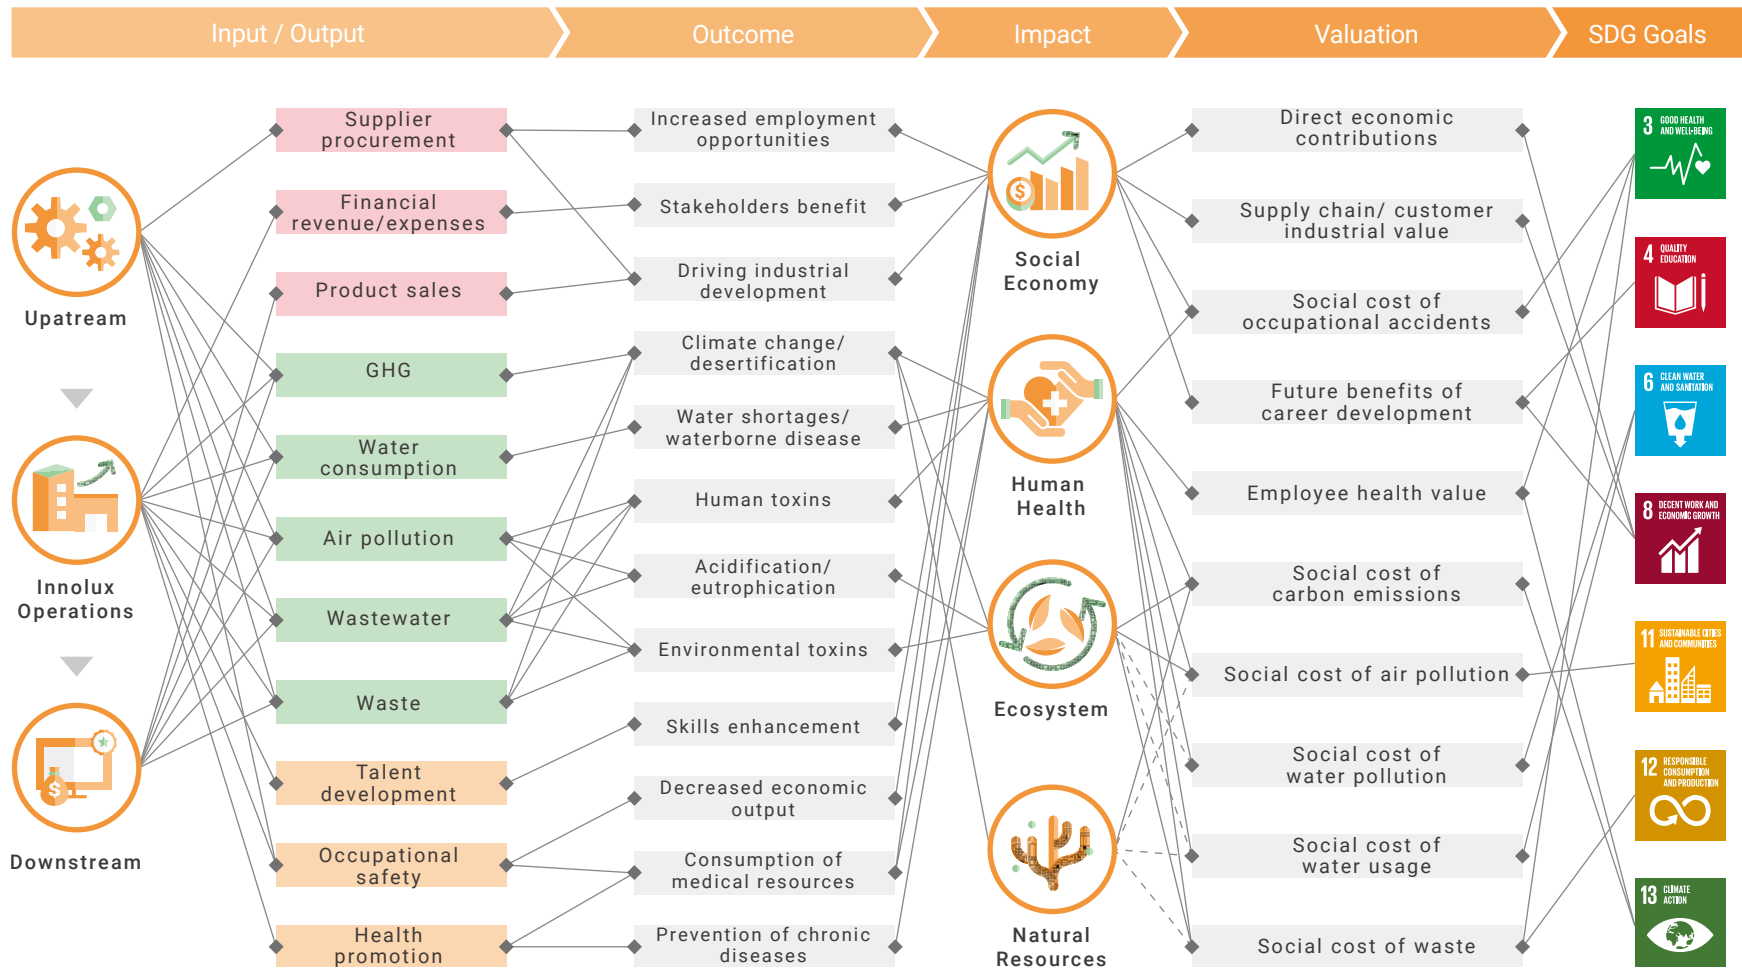 Input / Output
Outcome
Impact
Valuation
SDG Goals
Upatream
Innolux
Operations
Downstream
Supplier
procurement
Financial
revenue/expenses
Product sales
GHG
Water
consumption
Air pollution
Wastewater
Waste
Talent
development
Occupational
safety
Health
promotion
Increased employment
opportunities
Stakeholders benefit
Driving industrial
development
Climate change/
desertification
Water shortages/
waterborne disease
Human toxins
Acidification/
eutrophication
Environmental toxins
Skills enhancement
Decreased economic
output
Consumption of
medical resources
Prevention of chronic
diseases
$
Social
Economy
Human
Health
Ecosystem
Natural
Resources
Direct economic
contributions
Supply chain/ customer
industrial value
Social cost of
occupational accidents
Future benefits of
career development
Employee health value
Social cost of
carbon emissions
Social cost of air pollution
Social cost of
water pollution
Social cost of
water usage
Social cost of waste
3 GOOD HEALTH
AND WELL-BEING
4 QUALITY
EDUCATION
6 CLEAN WATER
AND SANITATION
8 DECENT WORK AND
ECONOMIC GROWTH
11 SUSTAINABLE CITIES
AND COMMUNITIES
12 RESPONSIBLE
CONSUMPTION
AND PRODUCTION
13 CLIMATE
ACTION
$